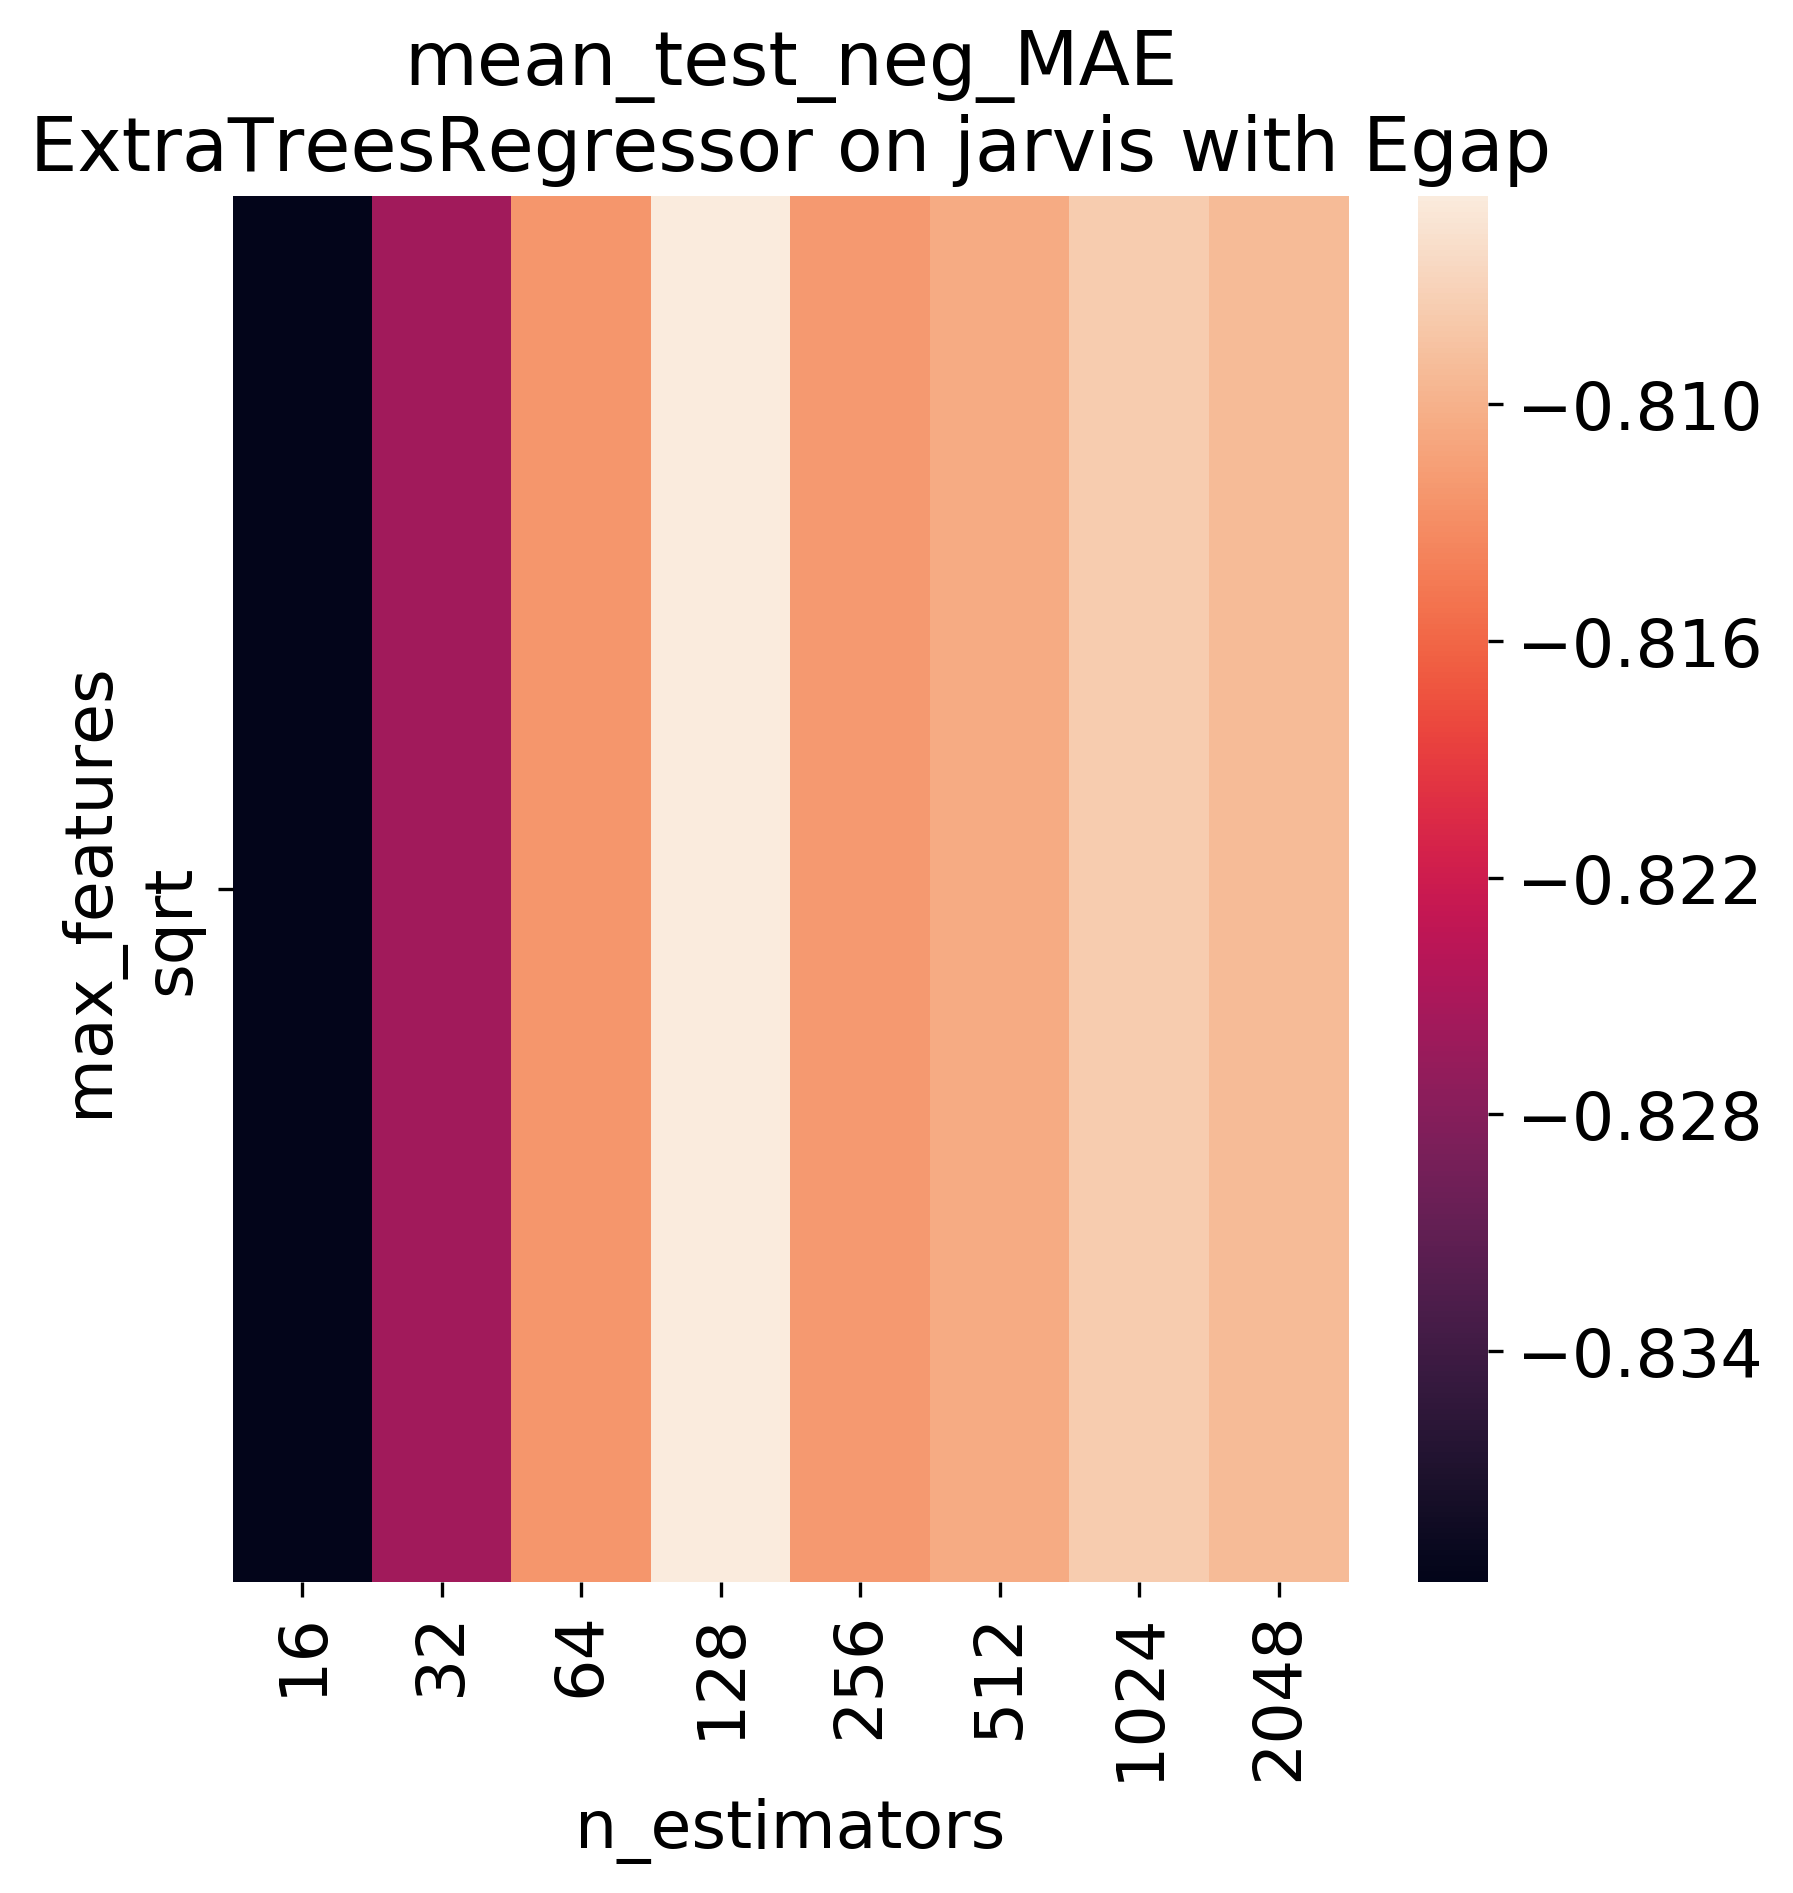 mean_test_neg_MAE
ExtraTreesRegressor on jarvis with Egap
max_features
sqrt
16
32
64
128
256
512
1024
2048
n_estimators
−0.810
−0.816
−0.822
−0.828
−0.834